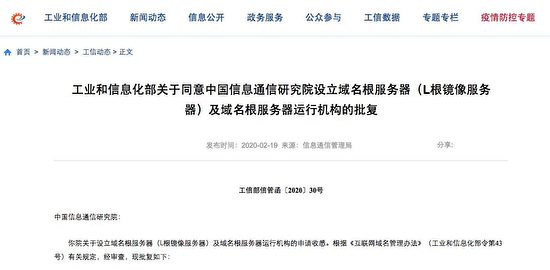 工业和信息化部 新闻动态 信息公开 政务服务 公众参与 工信数据 专题专栏 疫情防控专题
首页 > 新闻动态 > 工信动态 > 正文
工业和信息化部关于同意中国信息通信研究院设立域名根服务器（L根镜像服务
器）及域名根服务器运行机构的批复
发布时间：2020-02-19 来源：信息通信管理局 分享：
工信部信管函〔2020〕30号
中国信息通信研究院：
你院关于设立域名根服务器（L根镜像服务器）及域名根服务器运行机构的申请收悉。根据《互联网域名管理办法》（工业和信息化部令第43
号）有关规定，经审查，现批复如下：